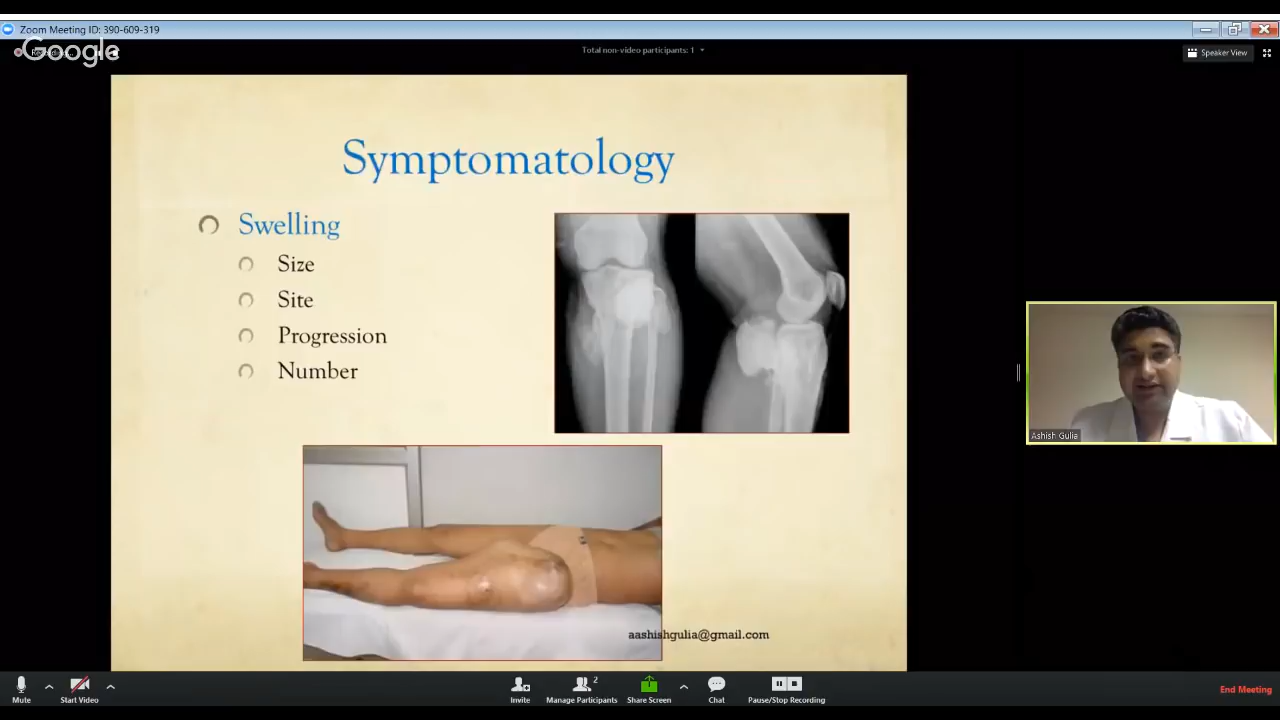 Zoom Meeting ID: 390-609-319
Google
Total non-video participants: 1
Speaker View
Symptomatology
Swelling
Size
Site
Progression
Number
Ashish Gulia
aashishgulia@gmail.com
Mute
Start Video
Invite
Manage Participants
2
Share Screen
Chat
Pause/Stop Recording
End Meeting